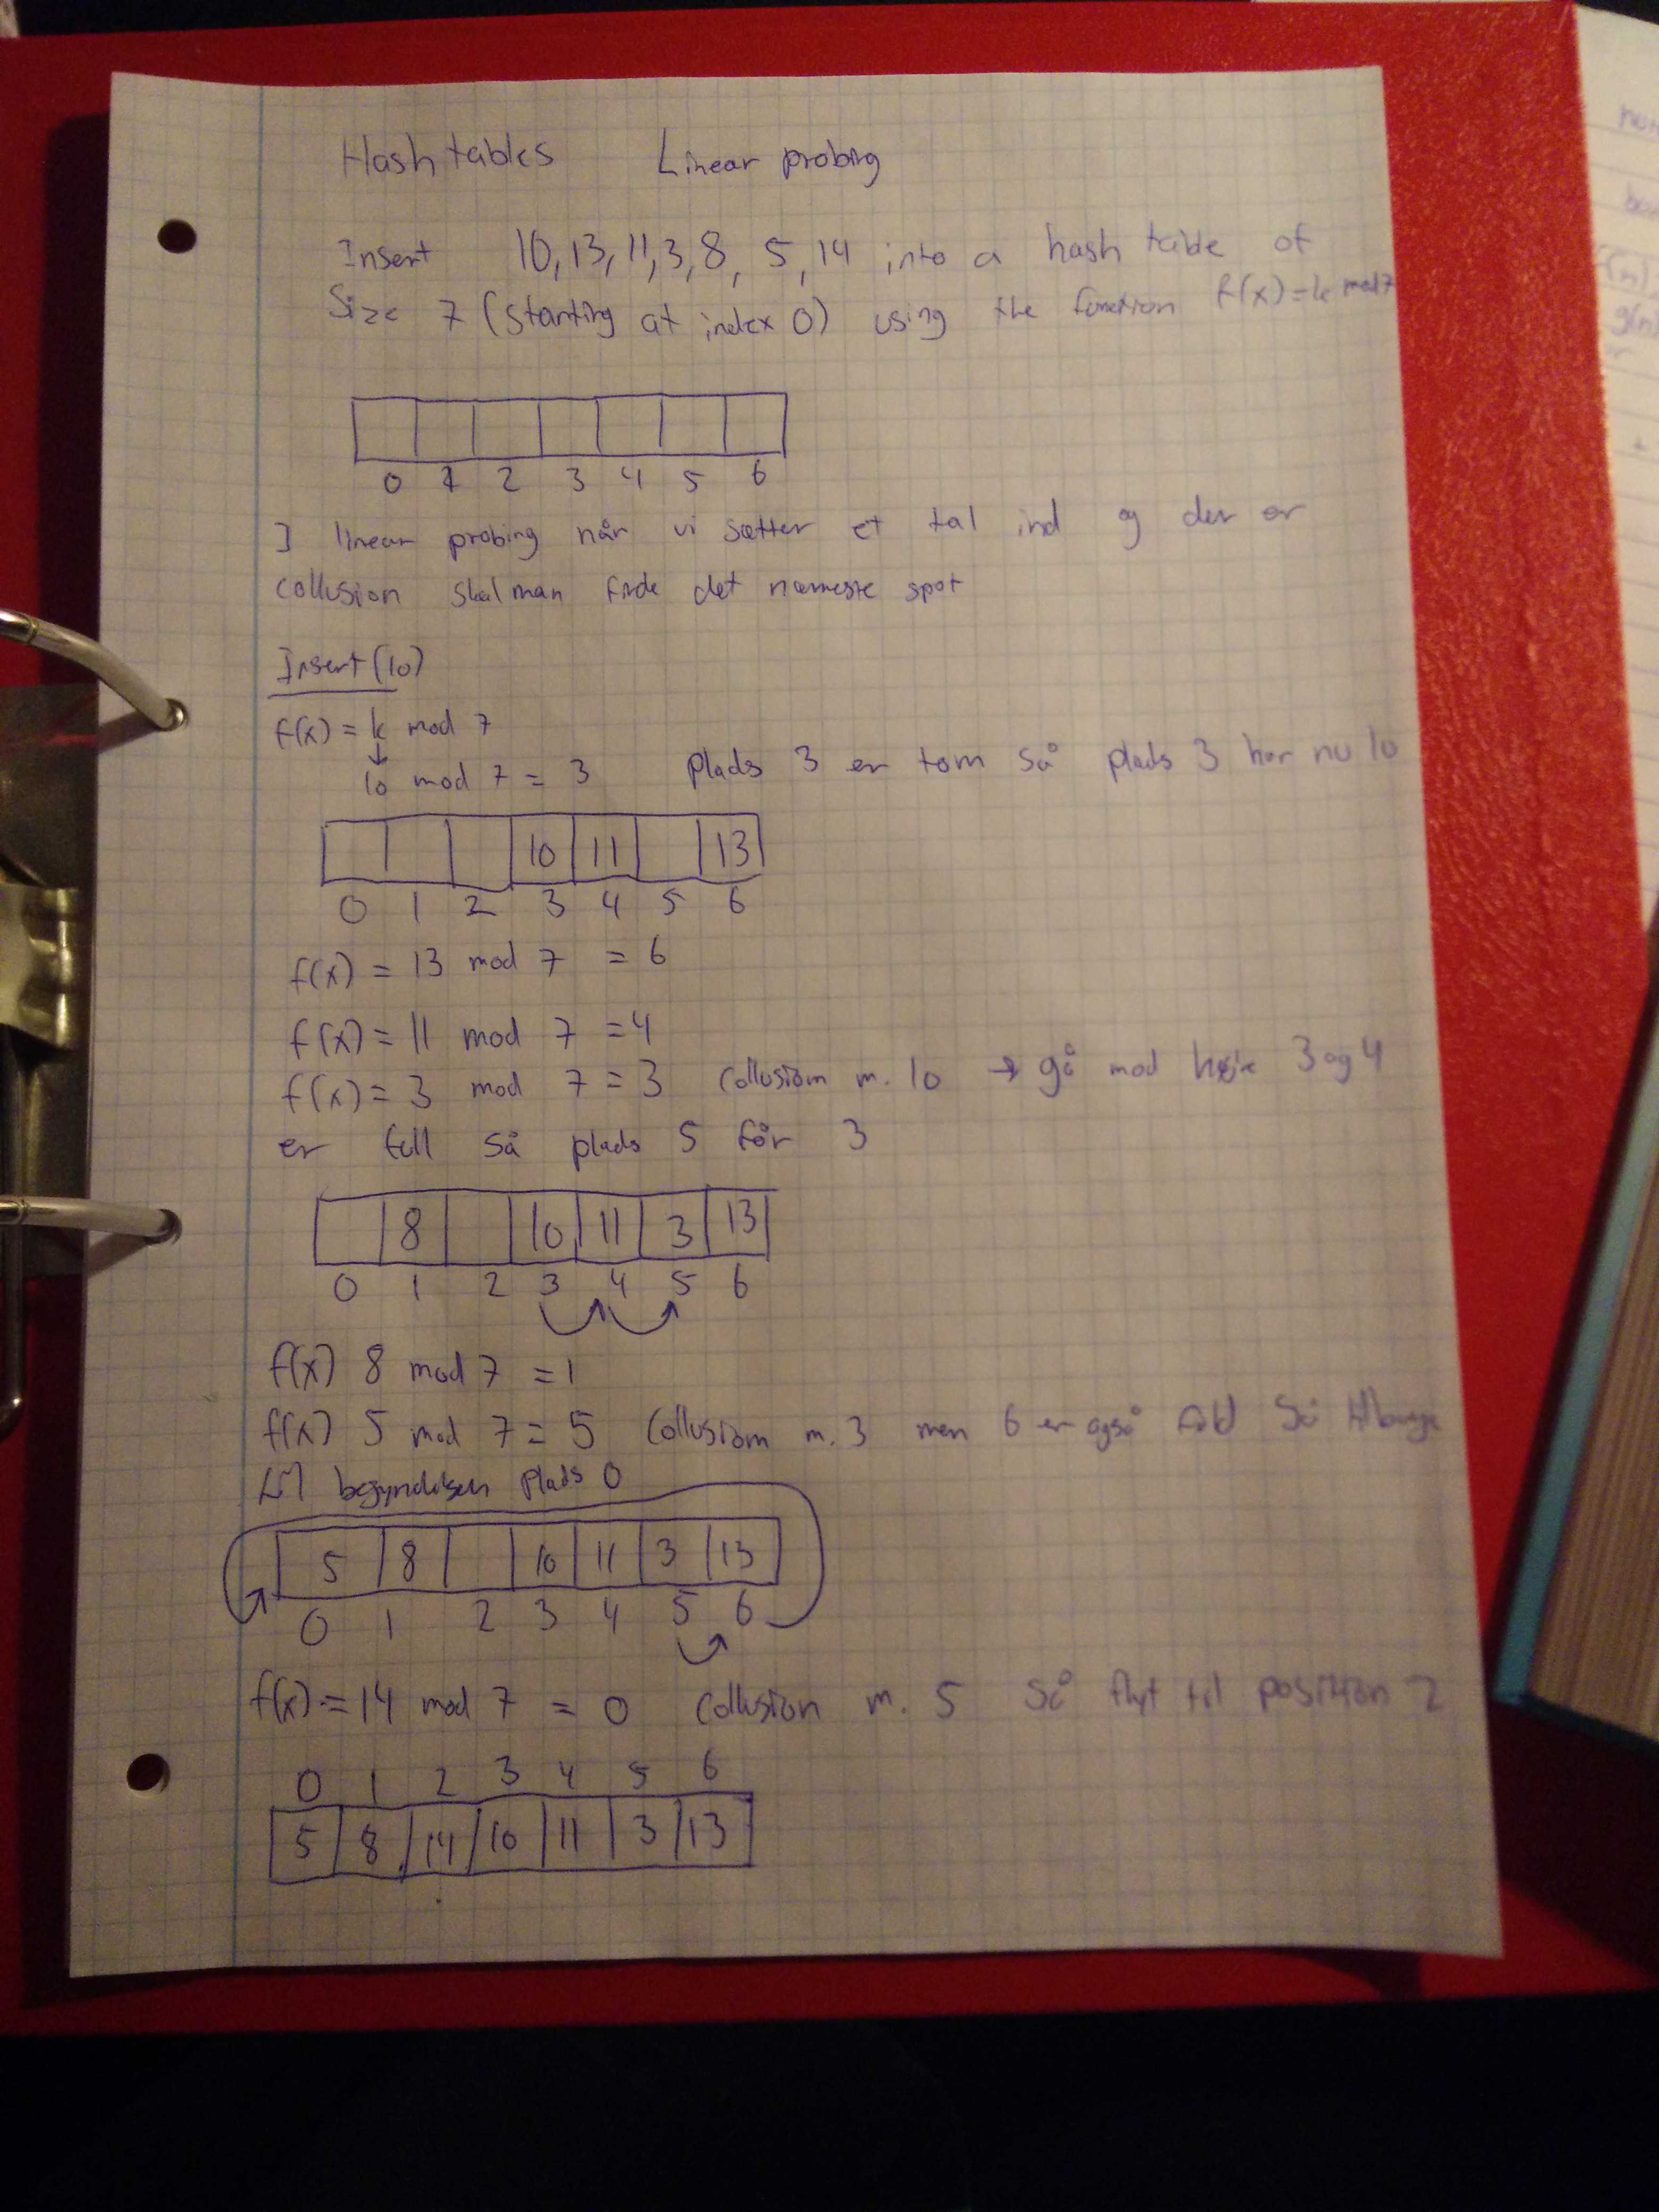 Hash tables Linear probing
Insert 10, 13, 11, 3, 8, 5, 14 into a hash table of
Size 7 (starting at index 0) using the function f(x)=k mod 7
0 1 2 3 4 5 6
I linear probing når vi sætter et tal ind og der er
collusion skal man finde det nærmeste spot
Insert (10)
f(x) = k mod 7
10 mod 7 = 3 Plads 3 er tom så plads 3 har nu 10
10 11 13
0 1 2 3 4 5 6
f(x) = 13 mod 7 = 6
f(x) = 11 mod 7 = 4
f(x) = 3 mod 7 = 3 Collusion m. 10 → gå mod højre 3 og 4
er full så plads 5 får 3
8 10 11 3 13
0 1 2 3 4 5 6
f(x) 8 mod 7 = 1
f(x) 5 mod 7 = 5 Collusion m. 3 men 6 er også fuld Så tilbage
til begyndelsen plads 0
5 8 10 11 3 13
0 1 2 3 4 5 6
f(x) = 14 mod 7 = 0 Collusion m. 5 Så flyt til position 2
0 1 2 3 4 5 6
5 8 14 10 11 3 13